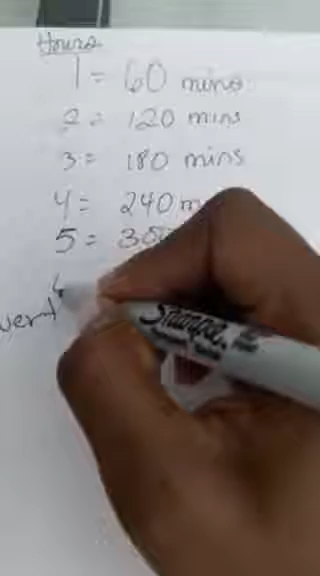 Hours
1 = 60 mins
2 = 120 mins
3 = 180 mins
4 = 240 m
5 = 30
Sharpie